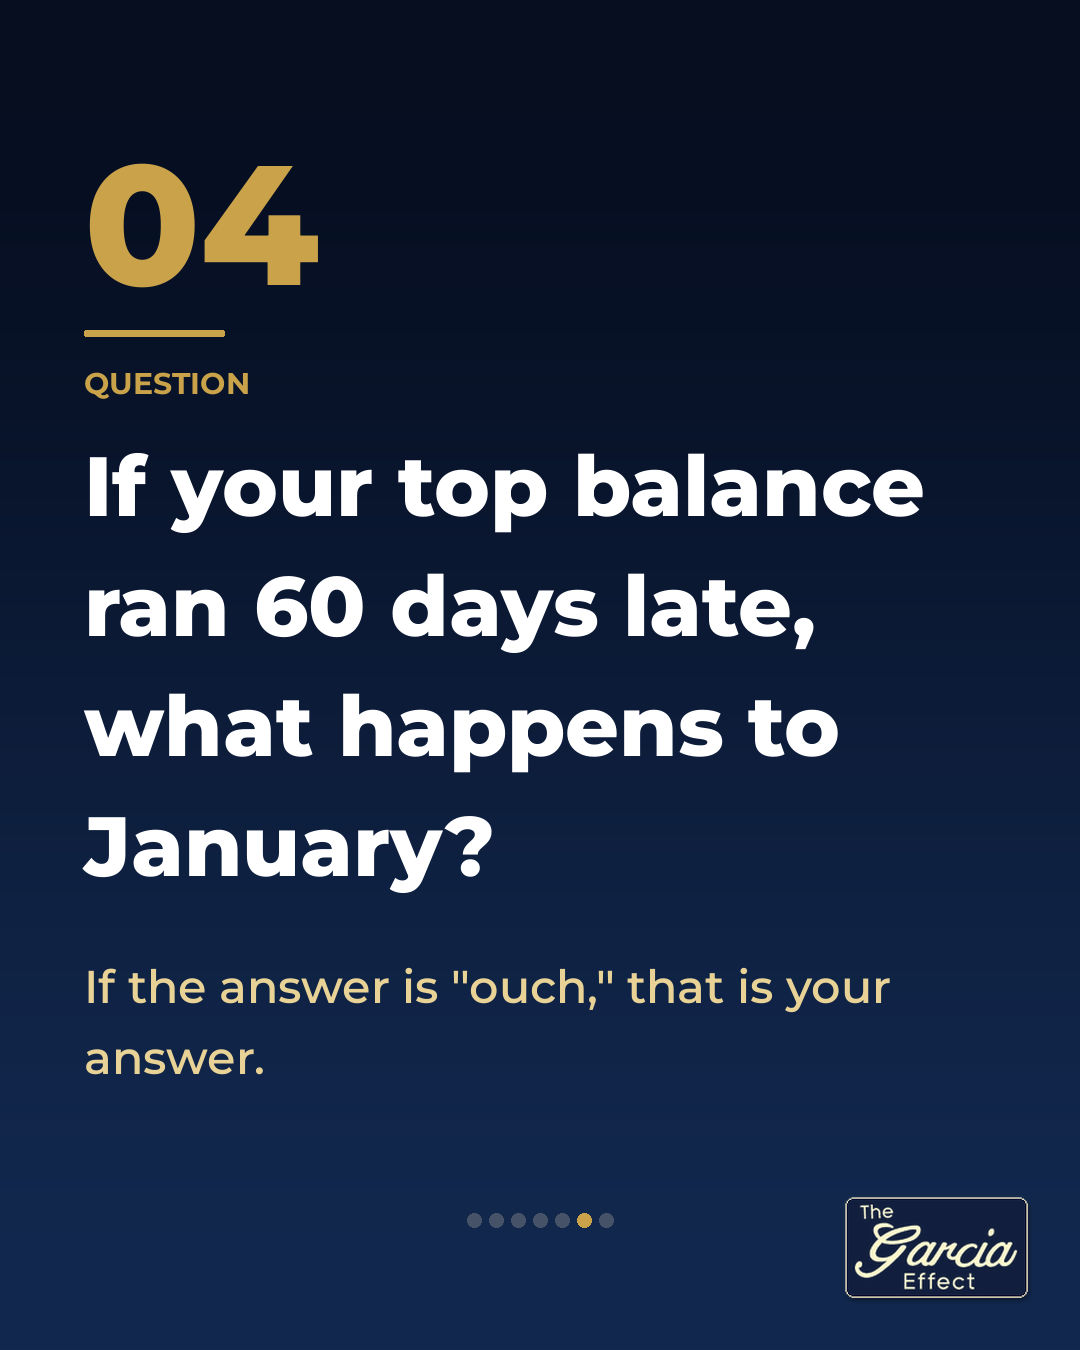 04
QUESTION
If your top balance
ran 60 days late,
what happens to
January?
If the answer is "ouch," that is your
answer.
The
Garcia
Effect